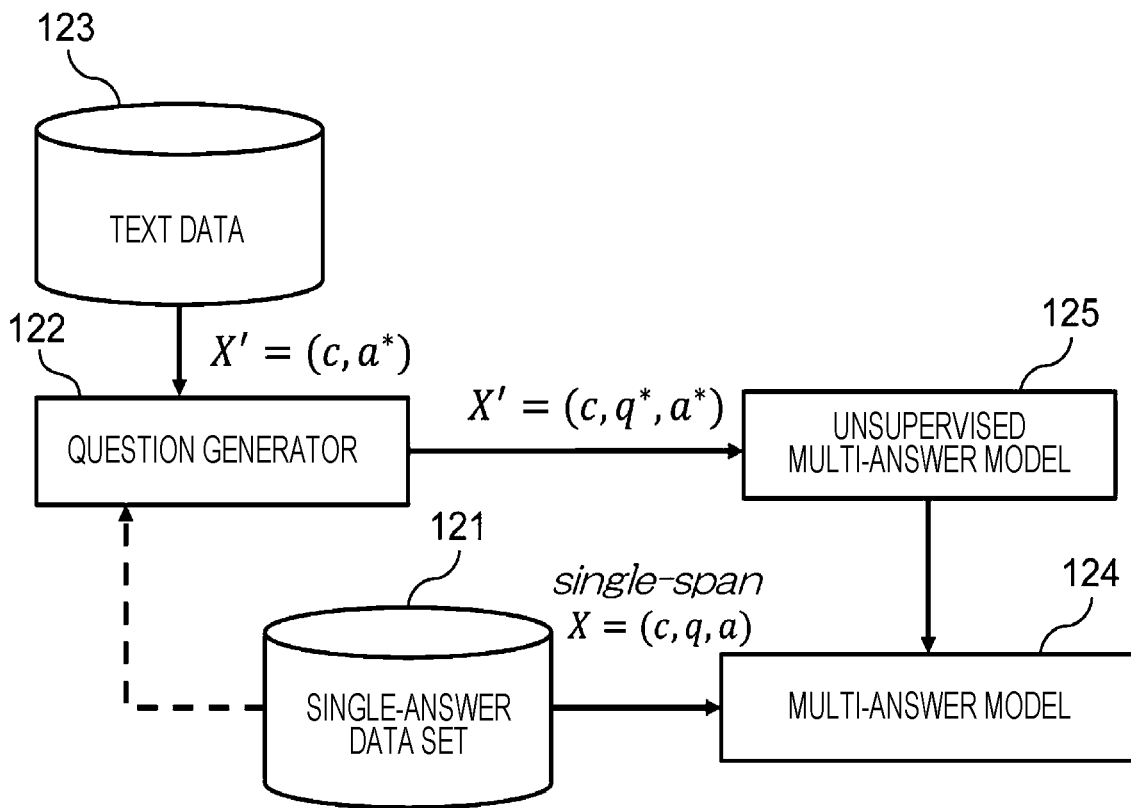 123
TEXT DATA
122
X′ = (c, a*)
125
QUESTION GENERATOR
X′ = (c, q*, a*)
UNSUPERVISED
MULTI-ANSWER MODEL
121
single-span
X = (c, q, a)
124
SINGLE-ANSWER
DATA SET
MULTI-ANSWER MODEL